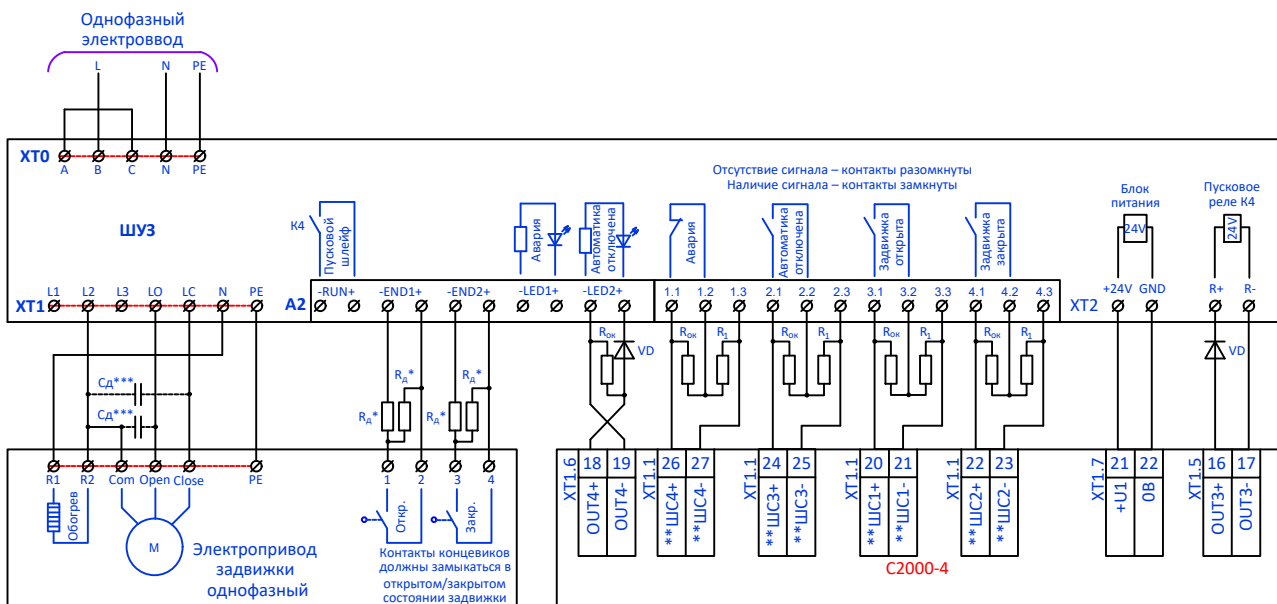 Однофазный
электроввод
L N PE
XT0
A B C N PE
ШУЗ
K4
Пусковой
шлейф
Авария
Автоматика
отключена
Отсутствие сигнала – контакты разомкнуты
Наличие сигнала – контакты замкнуты
Авария
Автоматика
отключена
Задвижка
открыта
Задвижка
закрыта
Блок
питания
24V
Пусковое
реле К4
24V
XT1
L1 L2 L3 LO LC N PE
A2
-RUN+ -END1+ -END2+ -LED1+ -LED2+
1.1 1.2 1.3 2.1 2.2 2.3 3.1 3.2 3.3 4.1 4.2 4.3
XT2
+24V GND R+ R-
Cд***
Cд***
Rд* Rд*
Rд* Rд*
Rок VD
Rок R1
Rок R1
Rок R1
Rок R1
VD
R1 R2 Com Open Close PE
Обогрев
M
Электропривод
задвижки
однофазный
1 2 3 4
Откр.
Закр.
Контакты концевиков
должны замыкаться в
открытом/закрытом
состоянии задвижки
XT1.6
18 19
OUT4+
OUT4-
XT1.1
26 27
**ШС4+
**ШС4-
XT1.1
24 25
**ШС3+
**ШС3-
XT1.1
20 21
**ШС1+
**ШС1-
XT1.1
22 23
**ШС2+
**ШС2-
XT1.7
21 22
+U1
0В
XT1.5
16 17
OUT3+
OUT3-
С2000-4